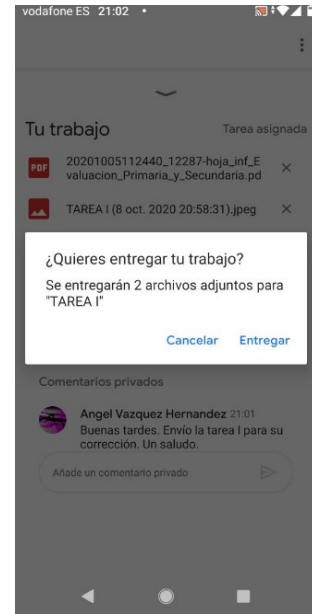 vodafone ES 21:02
Tu trabajo
Tarea asignada
PDF
20201005112440_12287-hoja_inf_E
valuacion_Primaria_y_Secundaria.pd
TAREA I (8 oct. 2020 20:58:31).jpeg
¿Quieres entregar tu trabajo?
Se entregarán 2 archivos adjuntos para
"TAREA I"
Cancelar
Entregar
Comentarios privados
Angel Vazquez Hernandez 21:01
Buenas tardes. Envío la tarea I para su
corrección. Un saludo.
Añade un comentario privado